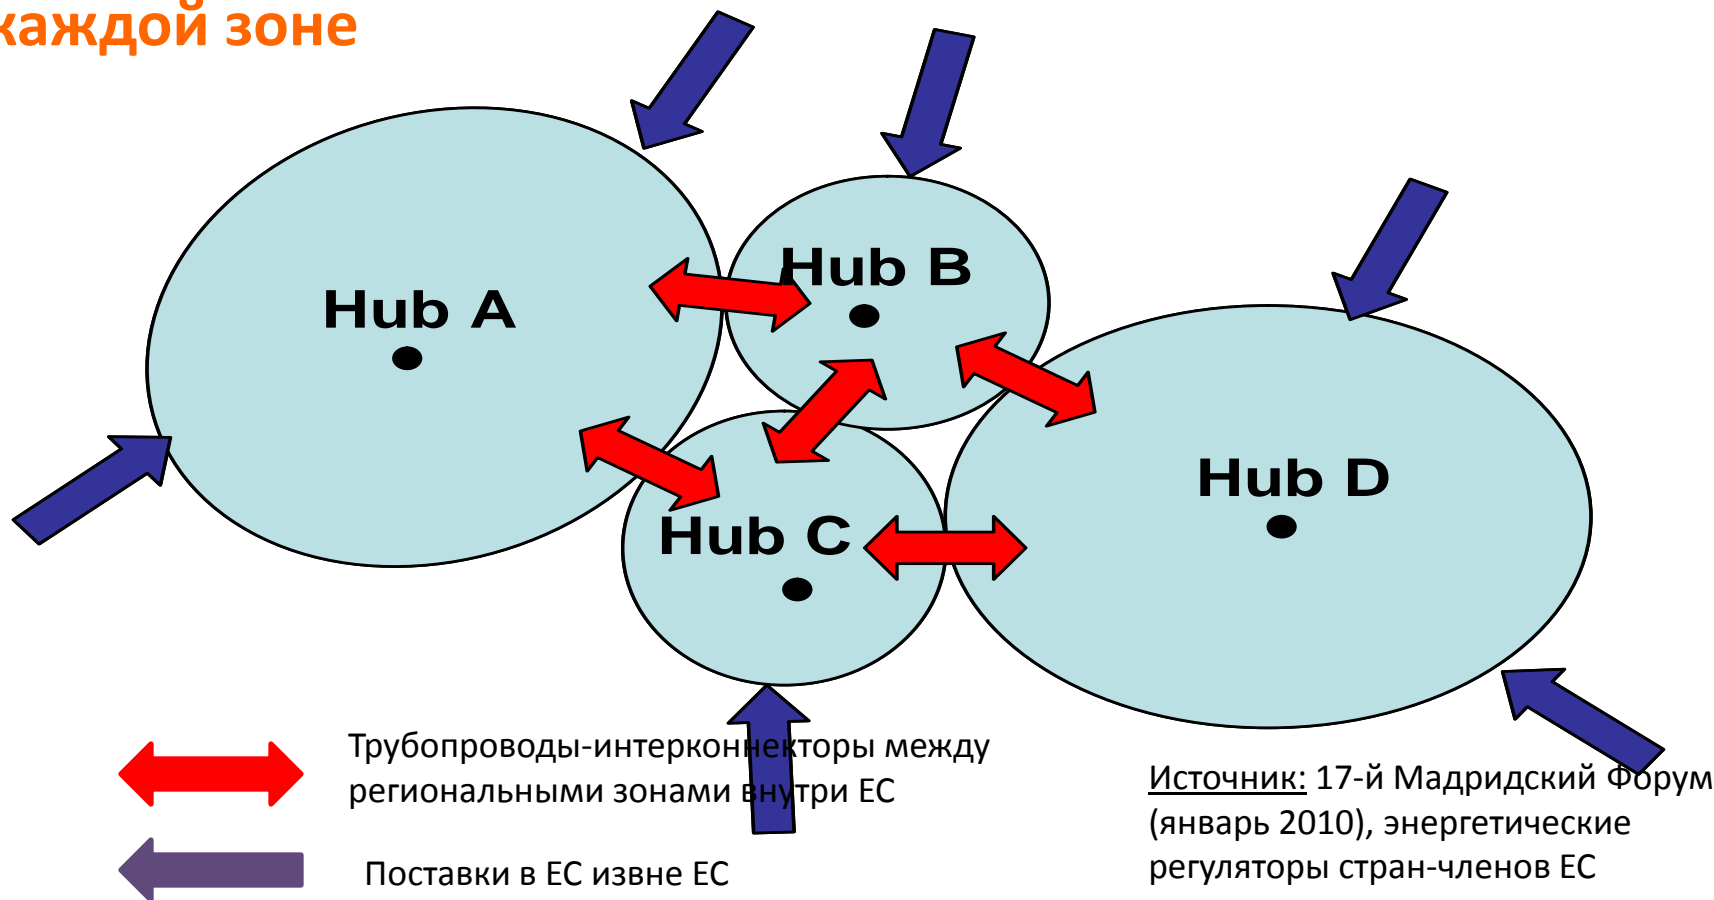 каждой зоне
Hub B
Hub A
Hub D
Hub C
Трубопроводы-интерконнекторы между
региональными зонами внутри ЕС
Поставки в ЕС извне ЕС
Источник: 17-й Мадридский Форум
(январь 2010), энергетические
регуляторы стран-членов ЕС